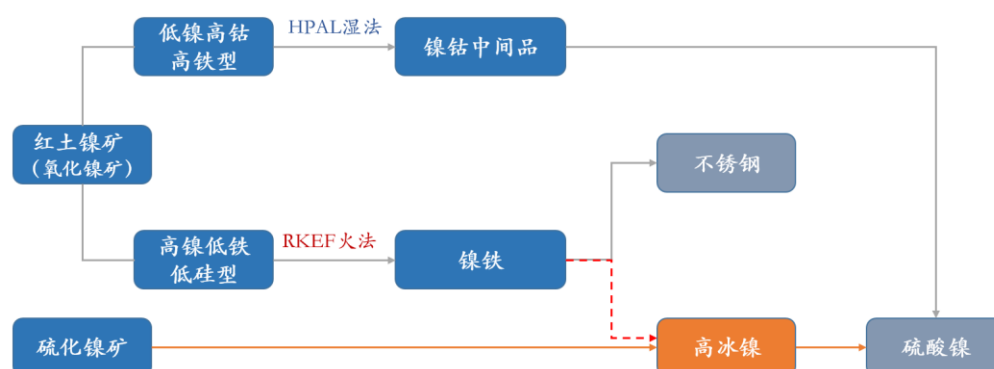 低镍高钴
高铁型
HPAL湿法
镍钴中间品
红土镍矿
（氧化镍矿）
不锈钢
高镍低铁
低硅型
RKEF火法
镍铁
硫化镍矿
高冰镍
硫酸镍